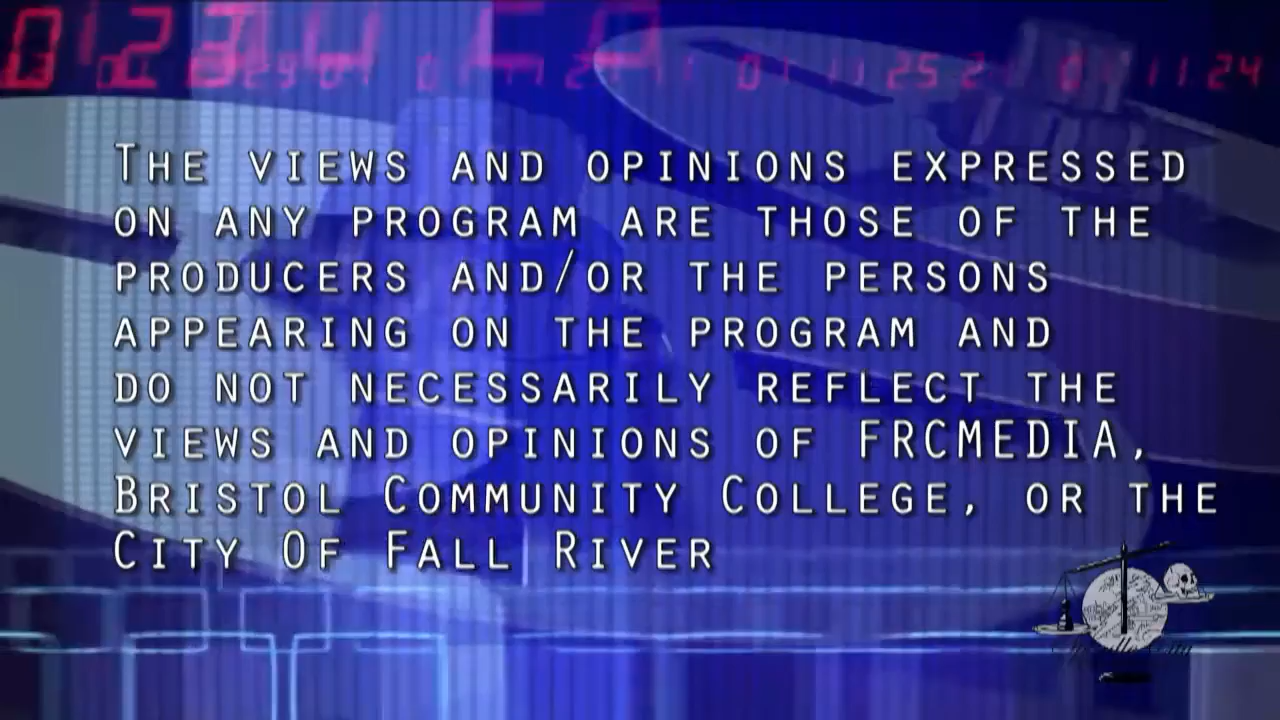 The views and opinions expressed
on any program are those of the
producers and/or the persons
appearing on the program and
do not necessarily reflect the
views and opinions of FRCMEDIA,
Bristol Community College, or the
City Of Fall River